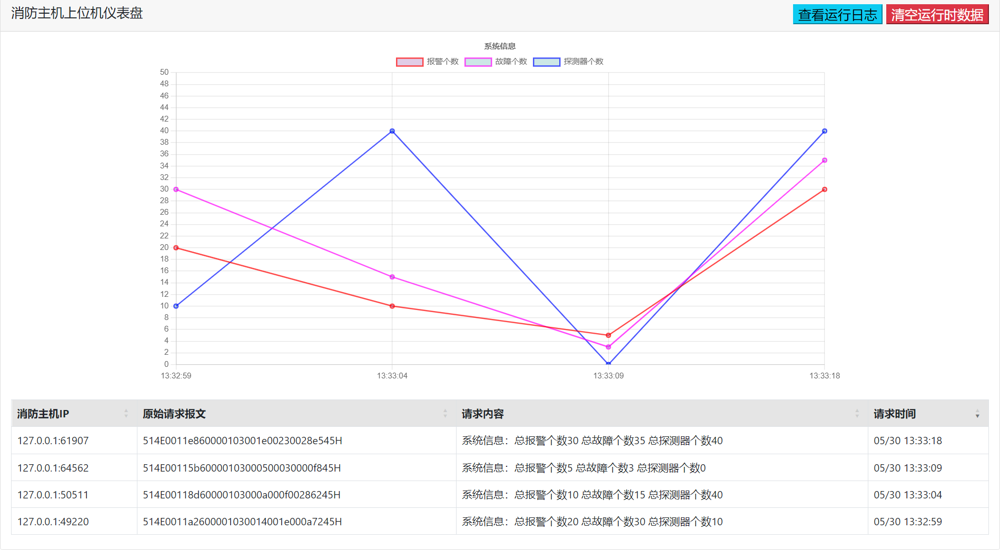 消防主机上位机仪表盘
查看运行日志 清空运行时数据
系统信息
报警个数 故障个数 探测器个数
50
48
46
44
42
40
38
36
34
32
30
28
26
24
22
20
18
16
14
12
10
8
6
4
2
0
13:32:59 13:33:04 13:33:09 13:33:18
消防主机IP 原始请求报文 请求内容 请求时间
127.0.0.1:61907 514E0011e860000103001e00230028e545H 系统信息：总报警个数30 总故障个数35 总探测器个数40 05/30 13:33:18
127.0.0.1:64562 514E00115b60000103000500030000f845H 系统信息：总报警个数5 总故障个数3 总探测器个数0 05/30 13:33:09
127.0.0.1:50511 514E00118d60000103000a000f00286245H 系统信息：总报警个数10 总故障个数15 总探测器个数40 05/30 13:33:04
127.0.0.1:49220 514E0011a2600001030014001e000a7245H 系统信息：总报警个数20 总故障个数30 总探测器个数10 05/30 13:32:59